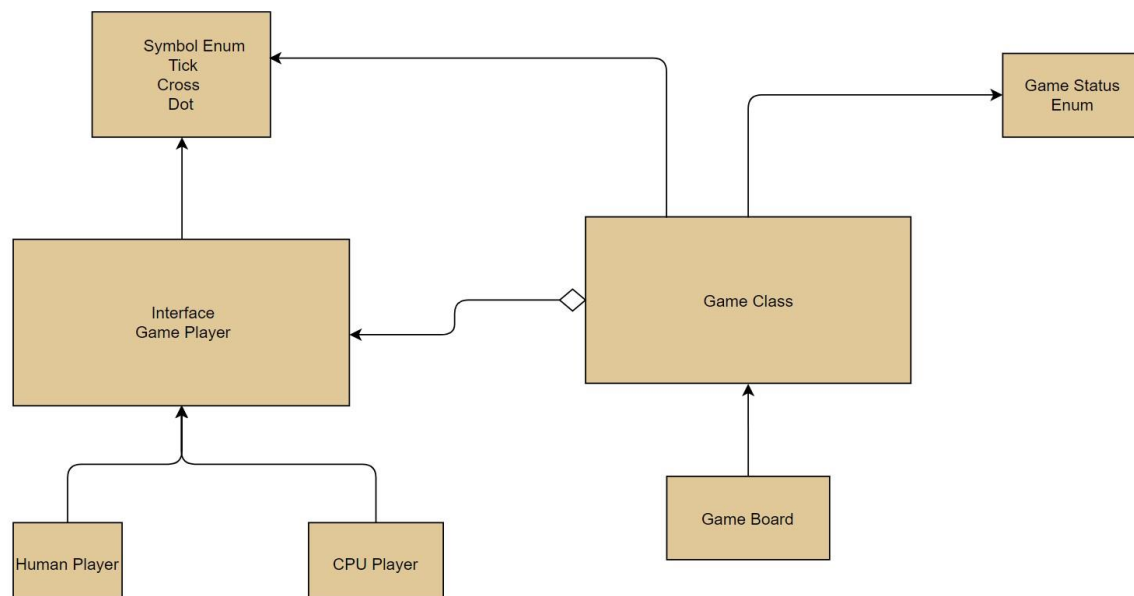 Symbol Enum
Tick
Cross
Dot
Game Status
Enum
Interface
Game Player
Game Class
Game Board
Human Player
CPU Player